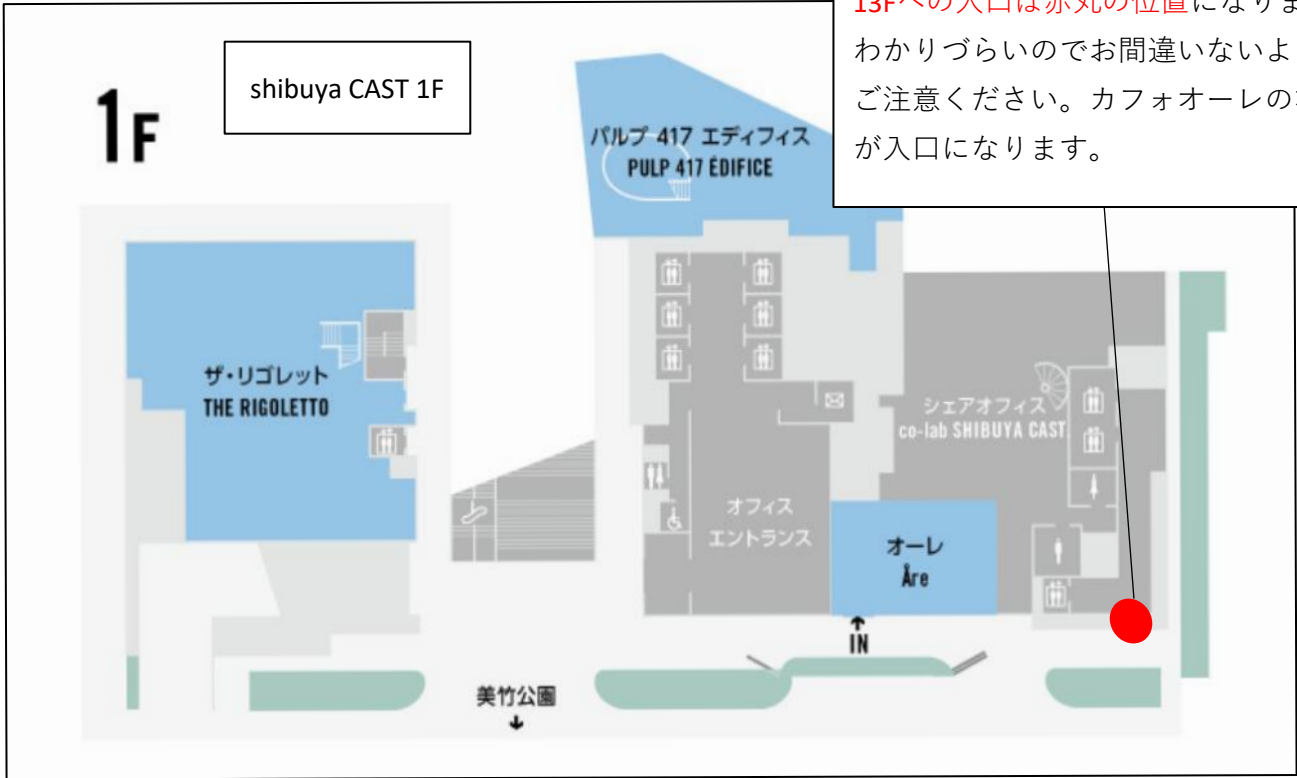 shibuya CAST 1F
1F
13Fへの入口は赤丸の位置になりま
わかりづらいのでお間違いないよ
ご注意ください。カフォオーレの
が入口になります。
パルプ 417 エディフィス
PULP 417 ÉDIFICE
ザ・リゴレット
THE RIGOLETTO
シェアオフィス
co-lab SHIBUYA CAST
オフィス
エントランス
オーレ
Åre
IN
美竹公園